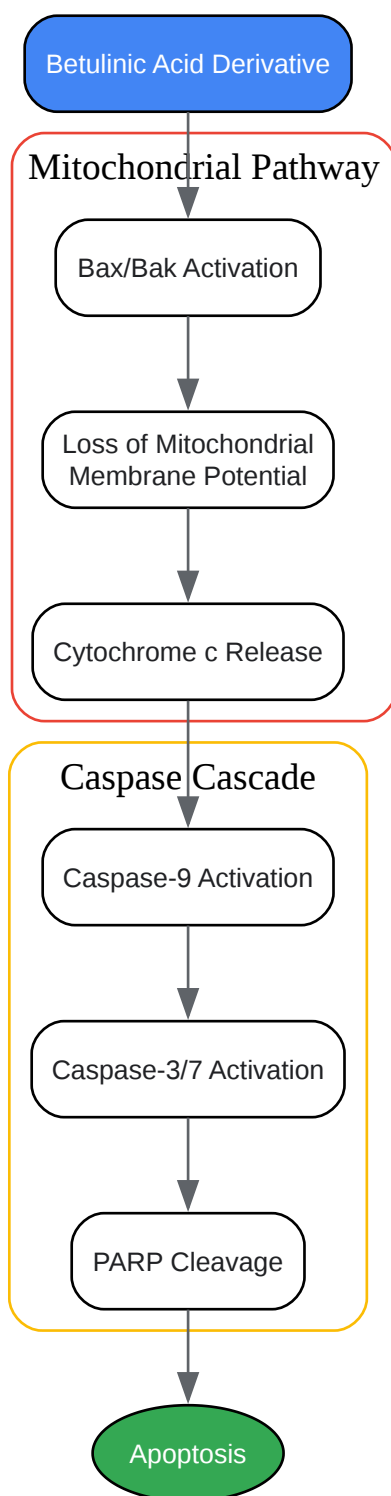 Betulinic Acid Derivative
Mitochondrial Pathway
Bax/Bak Activation
Loss of Mitochondrial
Membrane Potential
Cytochrome c Release
Caspase Cascade
Caspase-9 Activation
Caspase-3/7 Activation
PARP Cleavage
Apoptosis